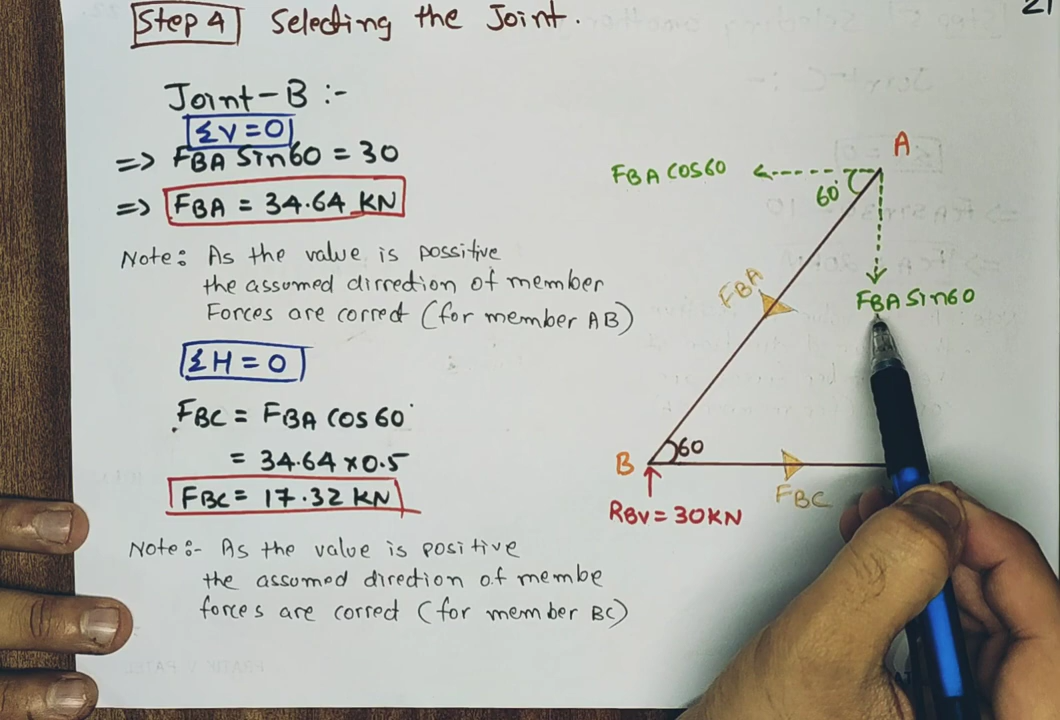 Step 4 Selecting the Joint.
21
Joint-B :-
ΣV=0
=> FBA Sin60 = 30
=> FBA = 34.64 KN
Note: As the value is possitive
the assumed dirredion of member
Forces are corred (for member AB)
ΣH = 0
FBC = FBA COS 60°
= 34.64 x 0.5
FBC = 17.32 KN
Note:- As the value is positive
the assumed direction of membe
forces are correct (for member BC)
A
FBA COS60
60°
FBA
FBA Sin60
B
60
FBC
RBV = 30KN